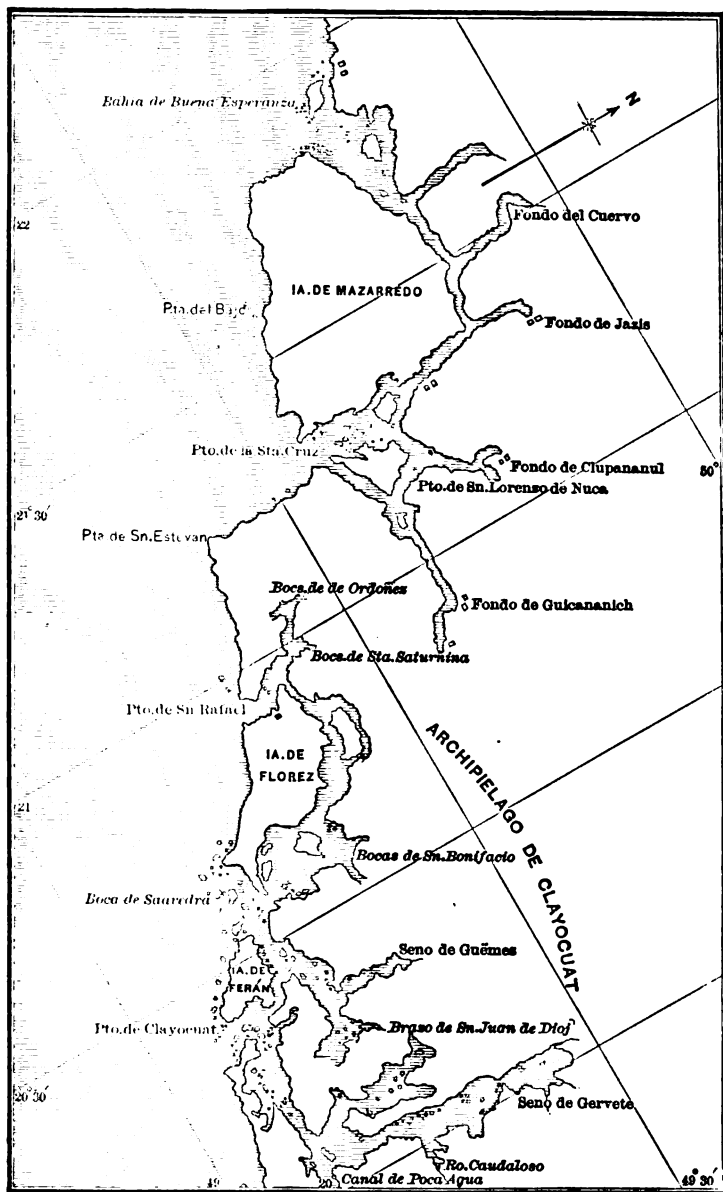 Bahia de Buena Esperanza
N
22
Fondo del Cuervo
IA. DE MAZARREDO
Pta. del Bajo
Fondo de Jazis
Pto. de la Sta. Cruz
Fondo de Clupananul
50°
Pto. de Sn. Lorenzo de Nuca
21° 30'
Pta de Sn. Estevan
Boca. de de Ordoñes
Fondo de Guicananich
Boca. de Sta. Saturnina
Pto. de Sn Rafael
IA. DE
FLOREZ
ARCHIPIELAGO DE CLAYOCUAT
21
Bocas de Sn. Bonifacio
Boca de Saavedra
Seno de Guëmes
IA. DE
FERAN
Pto. de Clayocuat
Braso de Sn. Juan de Dioſ
20° 30'
Seno de Gervete
Ro. Caudaloso
Canal de Poca Agua
49
20
49° 30'